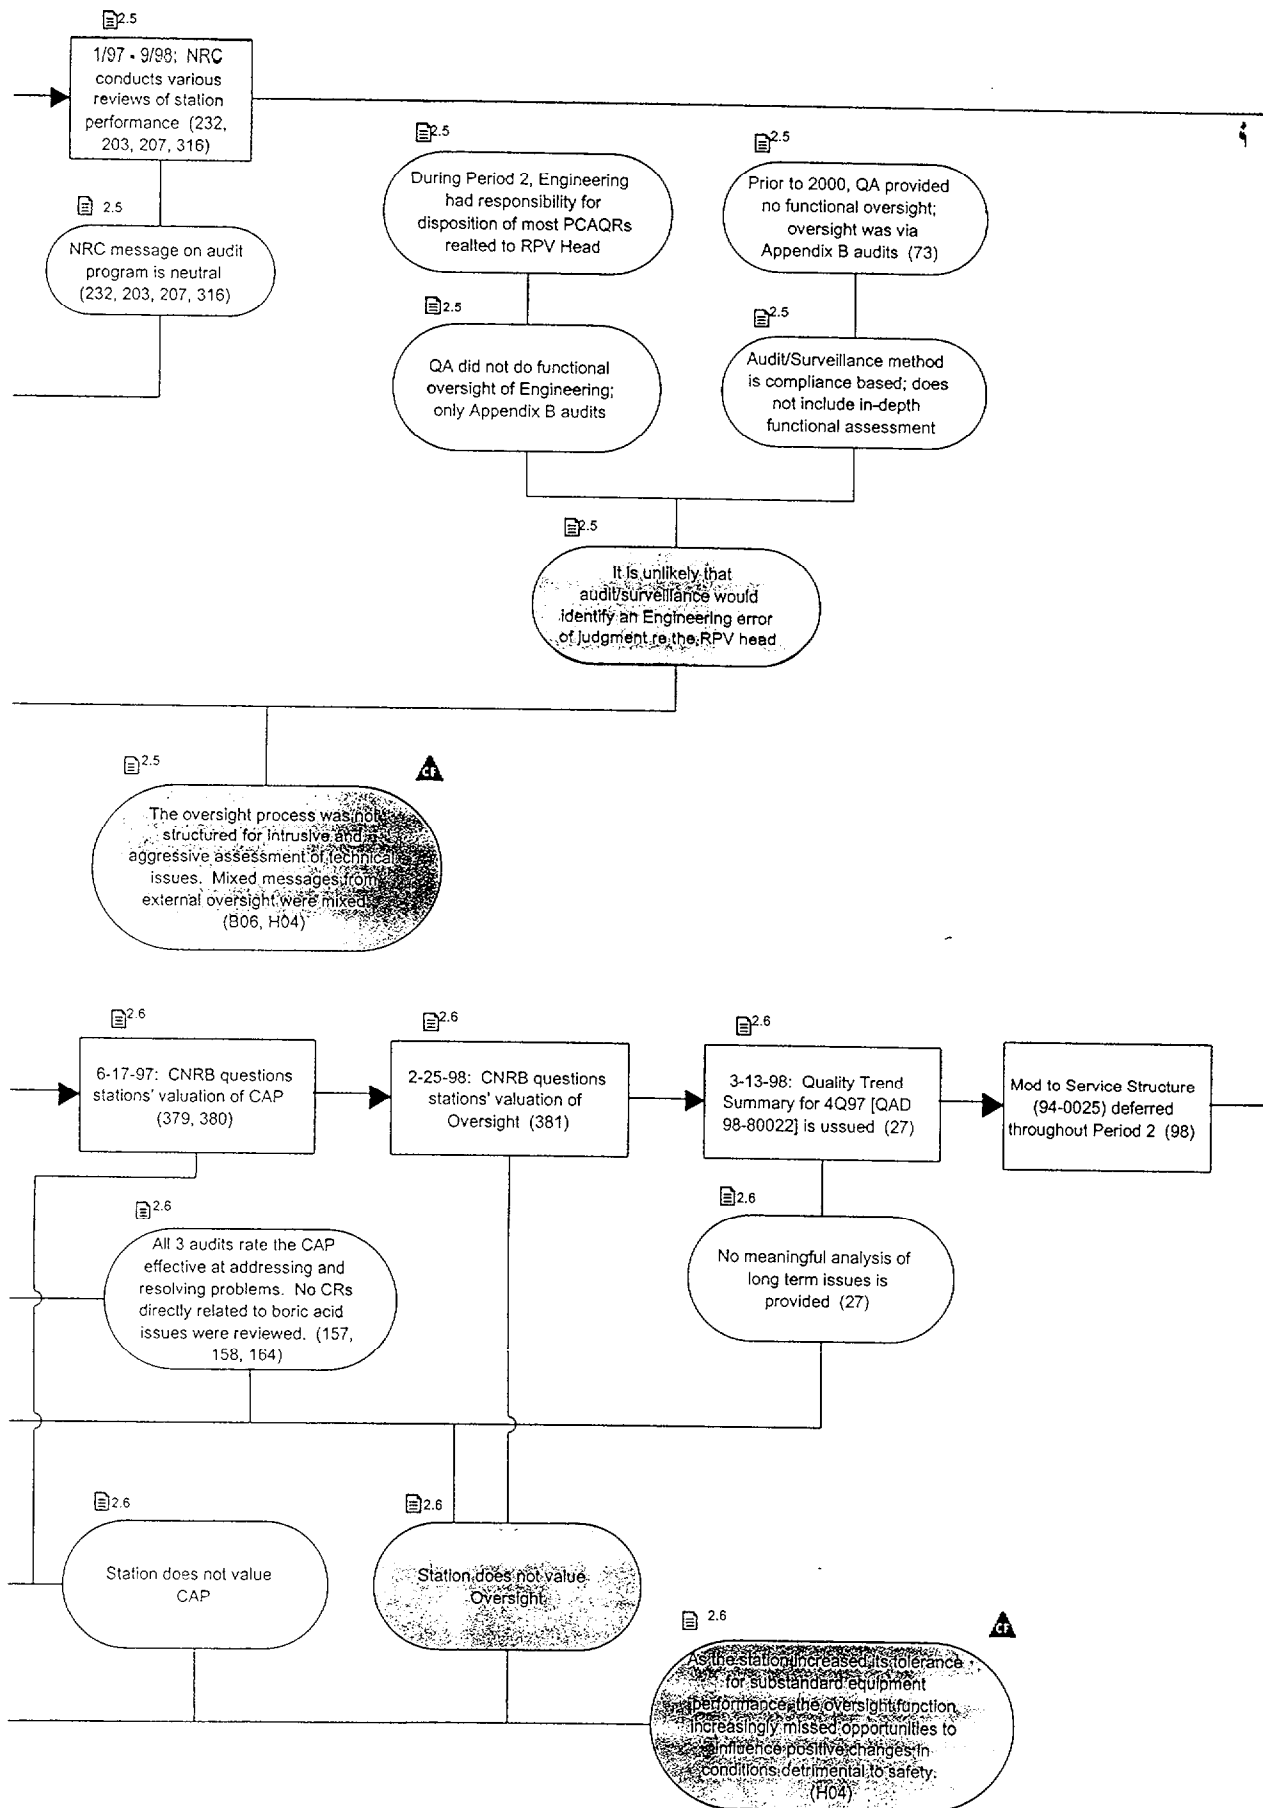 2.5
1/97 - 9/98: NRC
conducts various
reviews of station
performance (232,
203, 207, 316)
2.5
NRC message on audit
program is neutral
(232, 203, 207, 316)
2.5
During Period 2, Engineering
had responsibility for
disposition of most PCAQRs
realted to RPV Head
2.5
Prior to 2000, QA provided
no functional oversight;
oversight was via
Appendix B audits (73)
2.5
QA did not do functional
oversight of Engineering;
only Appendix B audits
2.5
Audit/Surveillance method
is compliance based; does
not include in-depth
functional assessment
2.5
It is unlikely that
audit/surveillance would
identify an Engineering error
of judgment re the RPV head
2.5
CF
The oversight process was not
structured for intrusive and
aggressive assessment of technical
issues. Mixed messages from
external oversight were mixed.
(B06, H04)
2.6
6-17-97: CNRB questions
stations' valuation of CAP
(379, 380)
2.6
2-25-98: CNRB questions
stations' valuation of
Oversight (381)
2.6
3-13-98: Quality Trend
Summary for 4Q97 [QAD
98-80022] is ussued (27)
Mod to Service Structure
(94-0025) deferred
throughout Period 2 (98)
2.6
All 3 audits rate the CAP
effective at addressing and
resolving problems. No CRs
directly related to boric acid
issues were reviewed. (157,
158, 164)
2.6
No meaningful analysis of
long term issues is
provided (27)
2.6
Station does not value
CAP
2.6
Station does not value
Oversight
2.6
CF
As the station increased its tolerance
for substandard equipment
performance, the oversight function
increasingly missed opportunities to
influence positive changes in
conditions detrimental to safety.
(H04)